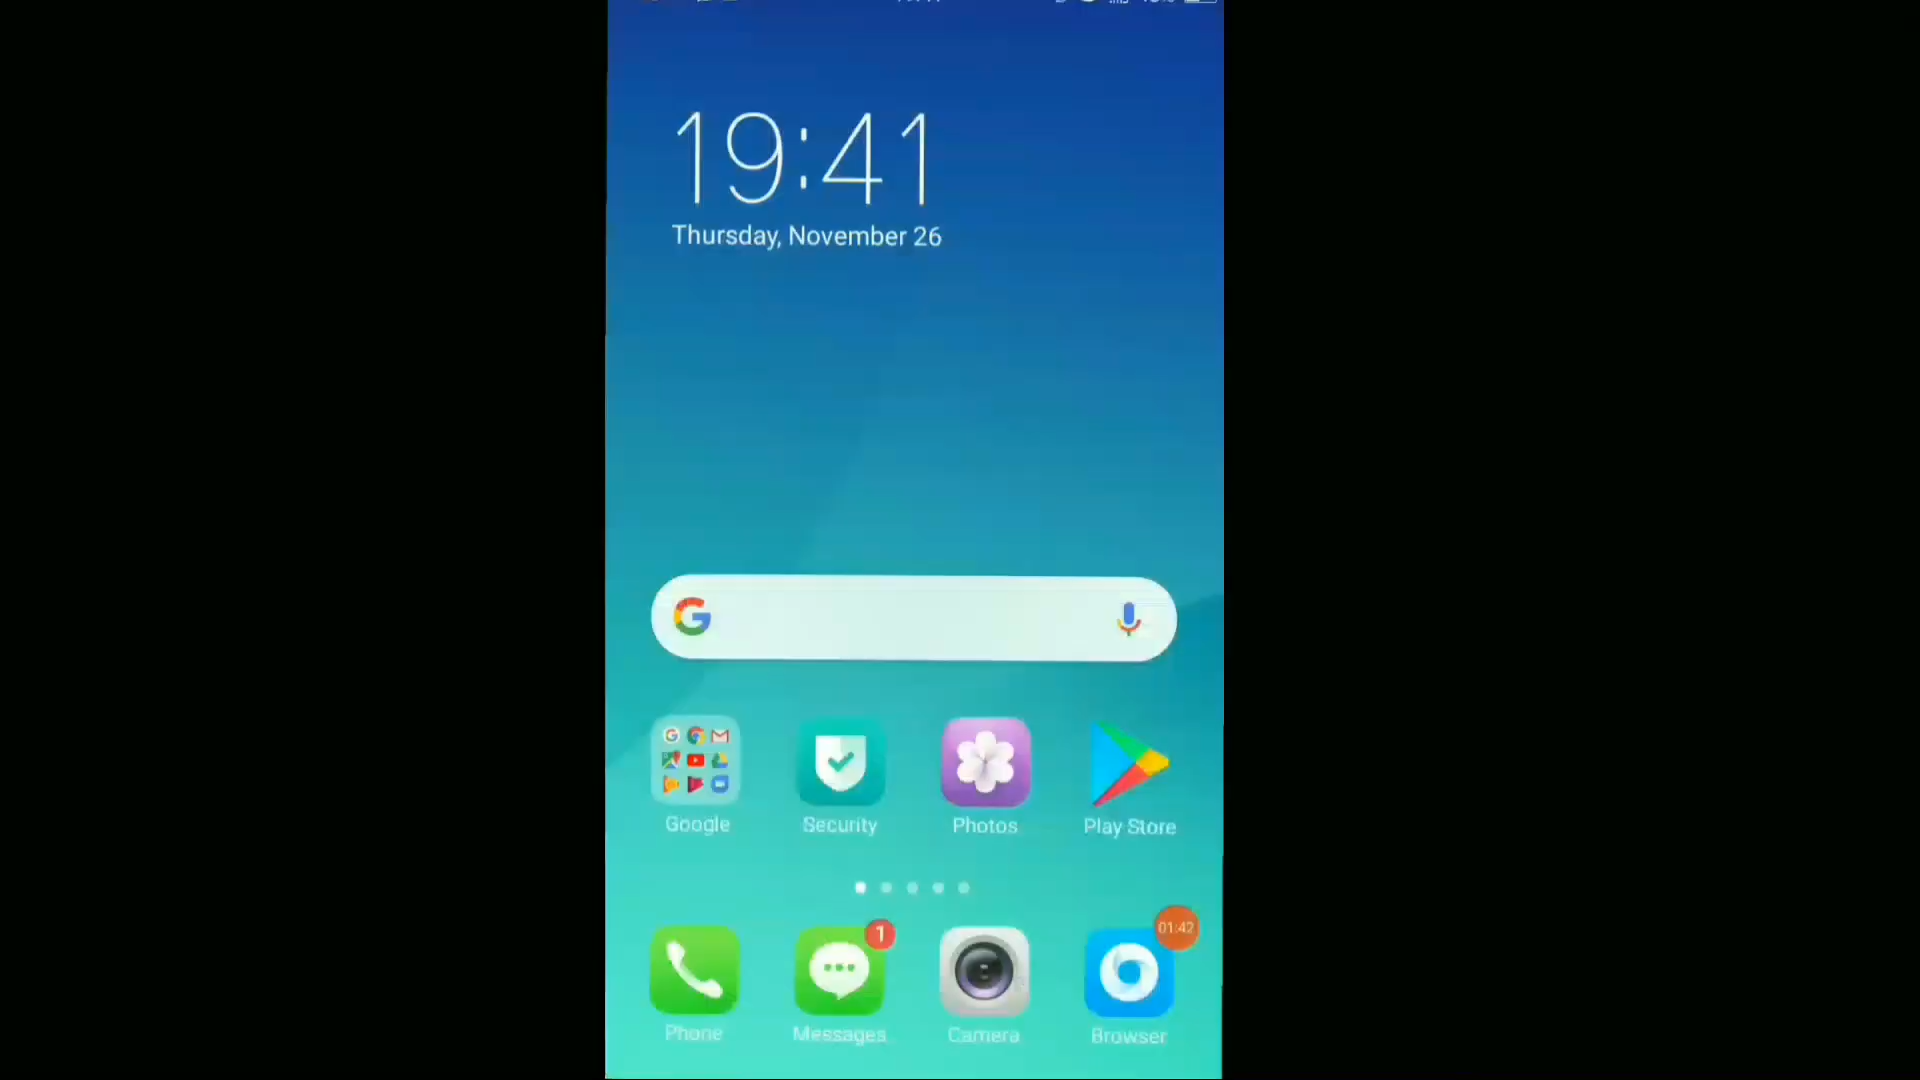 19:41
Thursday, November 26
Google
Security
Photos
Play Store
1
01:42
Phone
Messages
Camera
Browser